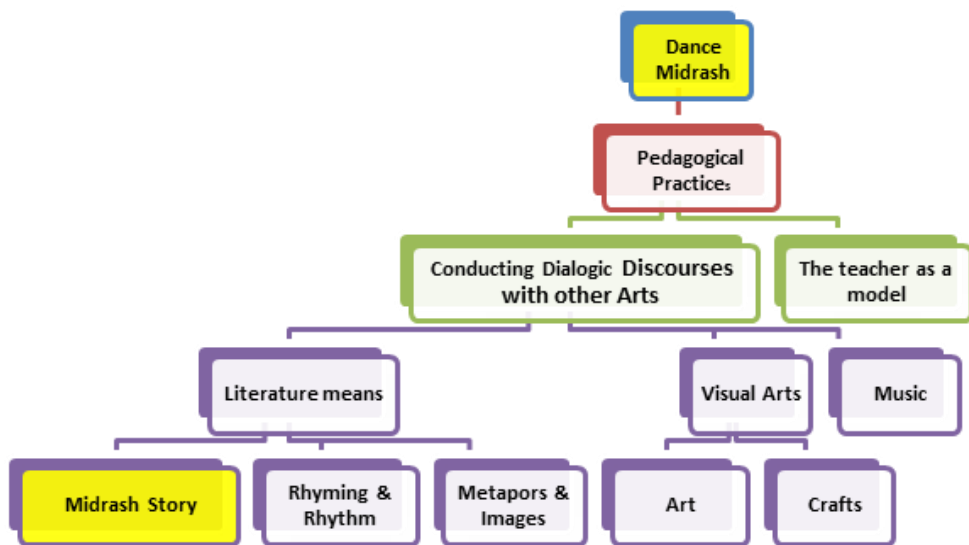 Dance
Midrash
Pedagogical
Practices
Conducting Dialogic Discourses
with other Arts
The teacher as a
model
Literature means
Visual Arts
Music
Midrash Story
Rhyming &
Rhythm
Metapors &
Images
Art
Crafts